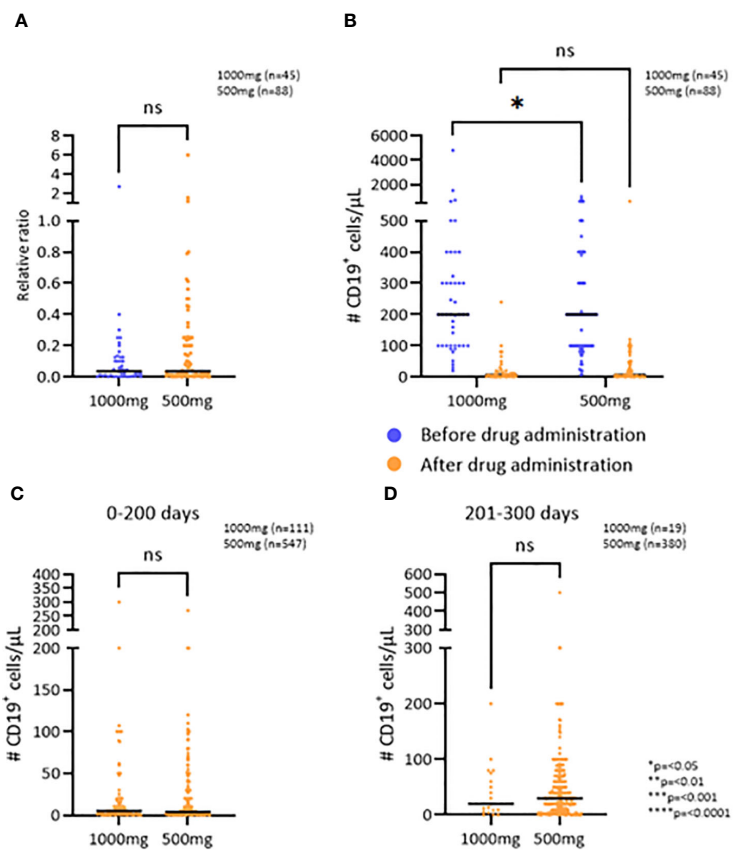 A
1000mg (n=45)
500mg (n=88)
ns
8
6
4
2
1.0
0.8
0.6
0.4
0.2
0.0
Relative ratio
1000mg 500mg
B
ns
1000mg (n=45)
500mg (n=88)
*
6000
4000
2000
500
400
300
200
100
0
# CD19+ cells/µL
1000mg 500mg
Before drug administration
After drug administration
C
0-200 days
1000mg (n=111)
500mg (n=547)
ns
400
350
300
250
200
200
150
100
50
0
# CD19+ cells/µL
1000mg 500mg
D
201-300 days
1000mg (n=19)
500mg (n=380)
ns
600
500
400
300
300
200
100
0
# CD19+ cells/µL
1000mg 500mg
*p=<0.05
**p=<0.01
***p=<0.001
****p=<0.0001